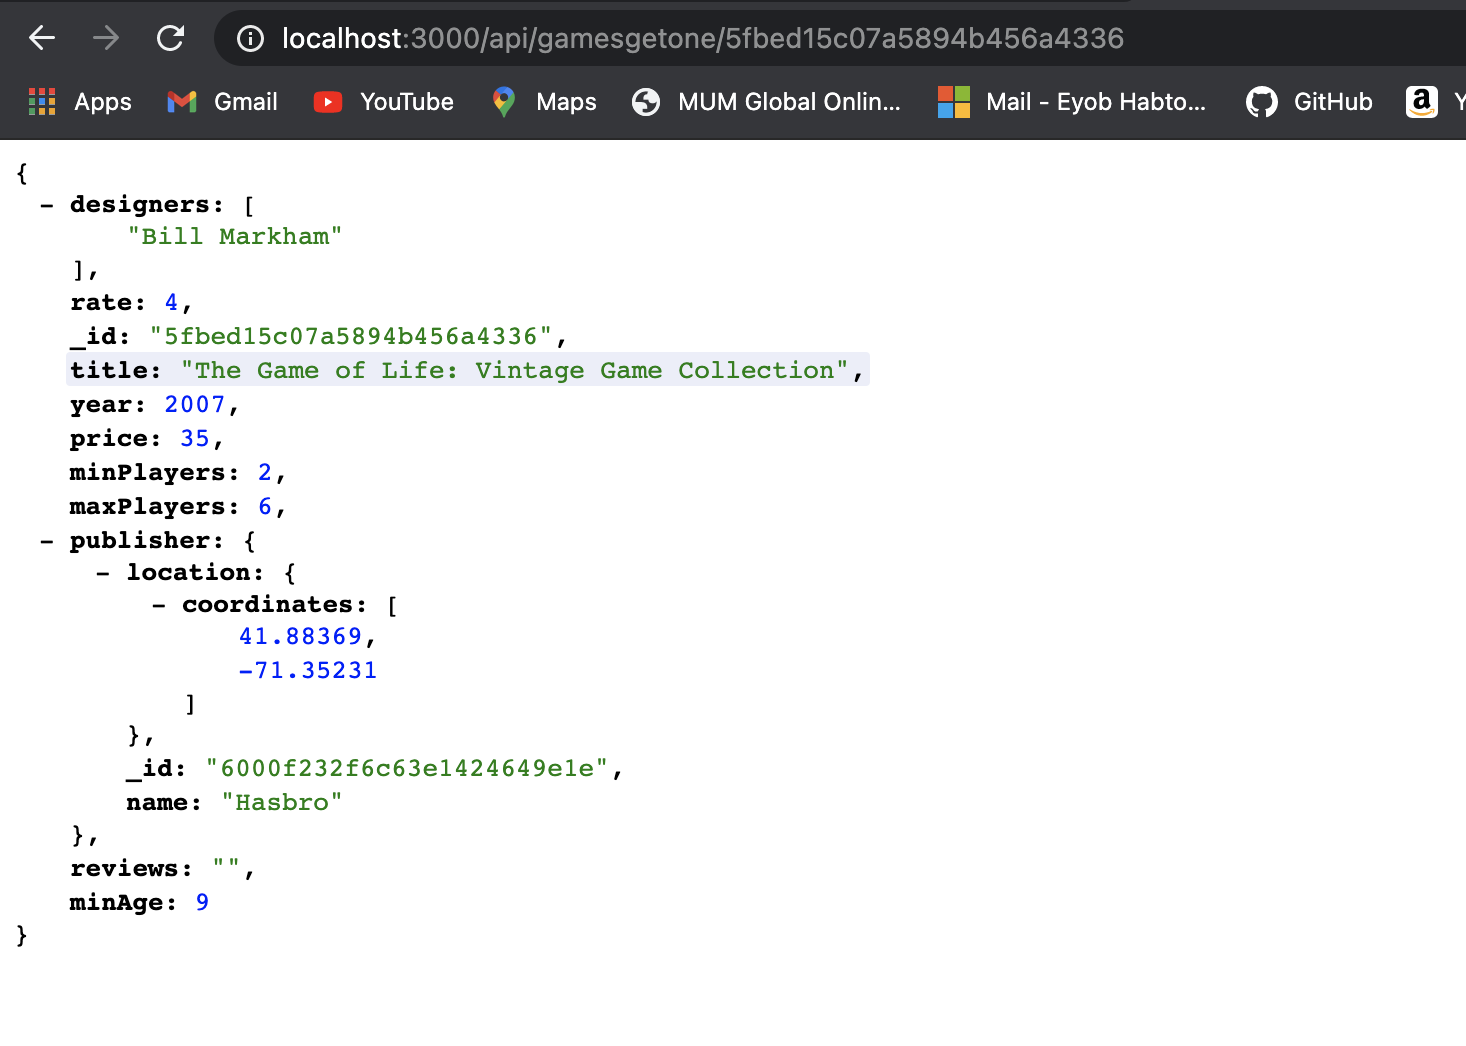 localhost:3000/api/gamesgetone/5fbed15c07a5894b456a4336
Apps Gmail YouTube Maps MUM Global Onlin... Mail - Eyob Habto... GitHub a Y
{
- designers: [
"Bill Markham"
],
rate: 4,
_id: "5fbed15c07a5894b456a4336",
title: "The Game of Life: Vintage Game Collection",
year: 2007,
price: 35,
minPlayers: 2,
maxPlayers: 6,
- publisher: {
- location: {
- coordinates: [
41.88369,
-71.35231
]
},
_id: "6000f232f6c63e1424649e1e",
name: "Hasbro"
},
reviews: "",
minAge: 9
}